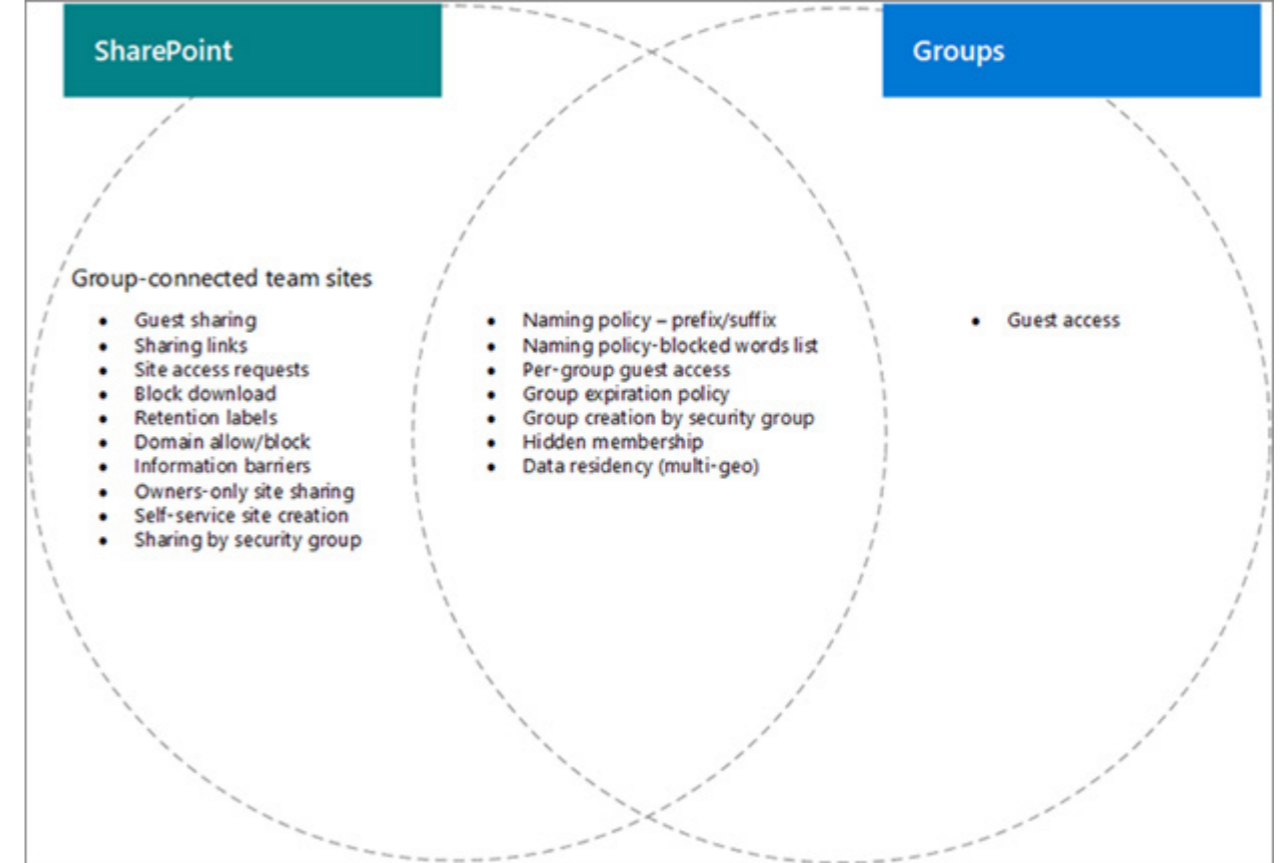 SharePoint
Groups
Group-connected team sites
• Guest sharing
• Sharing links
• Site access requests
• Block download
• Retention labels
• Domain allow/block
• Information barriers
• Owners-only site sharing
• Self-service site creation
• Sharing by security group
• Naming policy – prefix/suffix
• Naming policy-blocked words list
• Per-group guest access
• Group expiration policy
• Group creation by security group
• Hidden membership
• Data residency (multi-geo)
• Guest access